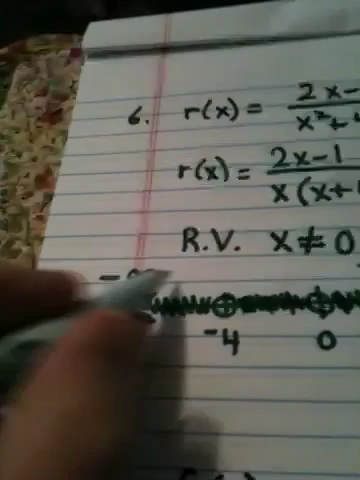 6. r(x) = 2x-
x²+
r(x) = 2x-1
x(x+
R.V. x ≠ 0
-∞
-4 0